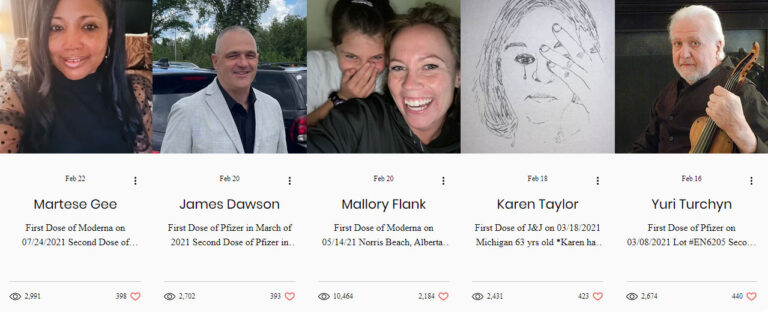 Feb 22
Martese Gee
First Dose of Moderna on
07/24/2021 Second Dose of…
2,991
398
Feb 20
James Dawson
First Dose of Pfizer in March of
2021 Second Dose of Pfizer in…
2,702
393
Feb 20
Mallory Flank
First Dose of Moderna on
05/14/21 Norris Beach, Alberta…
10,464
2,184
Feb 18
Karen Taylor
First Dose of J&J on 03/18/2021
Michigan 63 yrs old *Karen ha…
2,431
423
Feb 16
Yuri Turchyn
First Dose of Pfizer on
03/08/2021 Lot #EN6205 Seco…
2,674
440